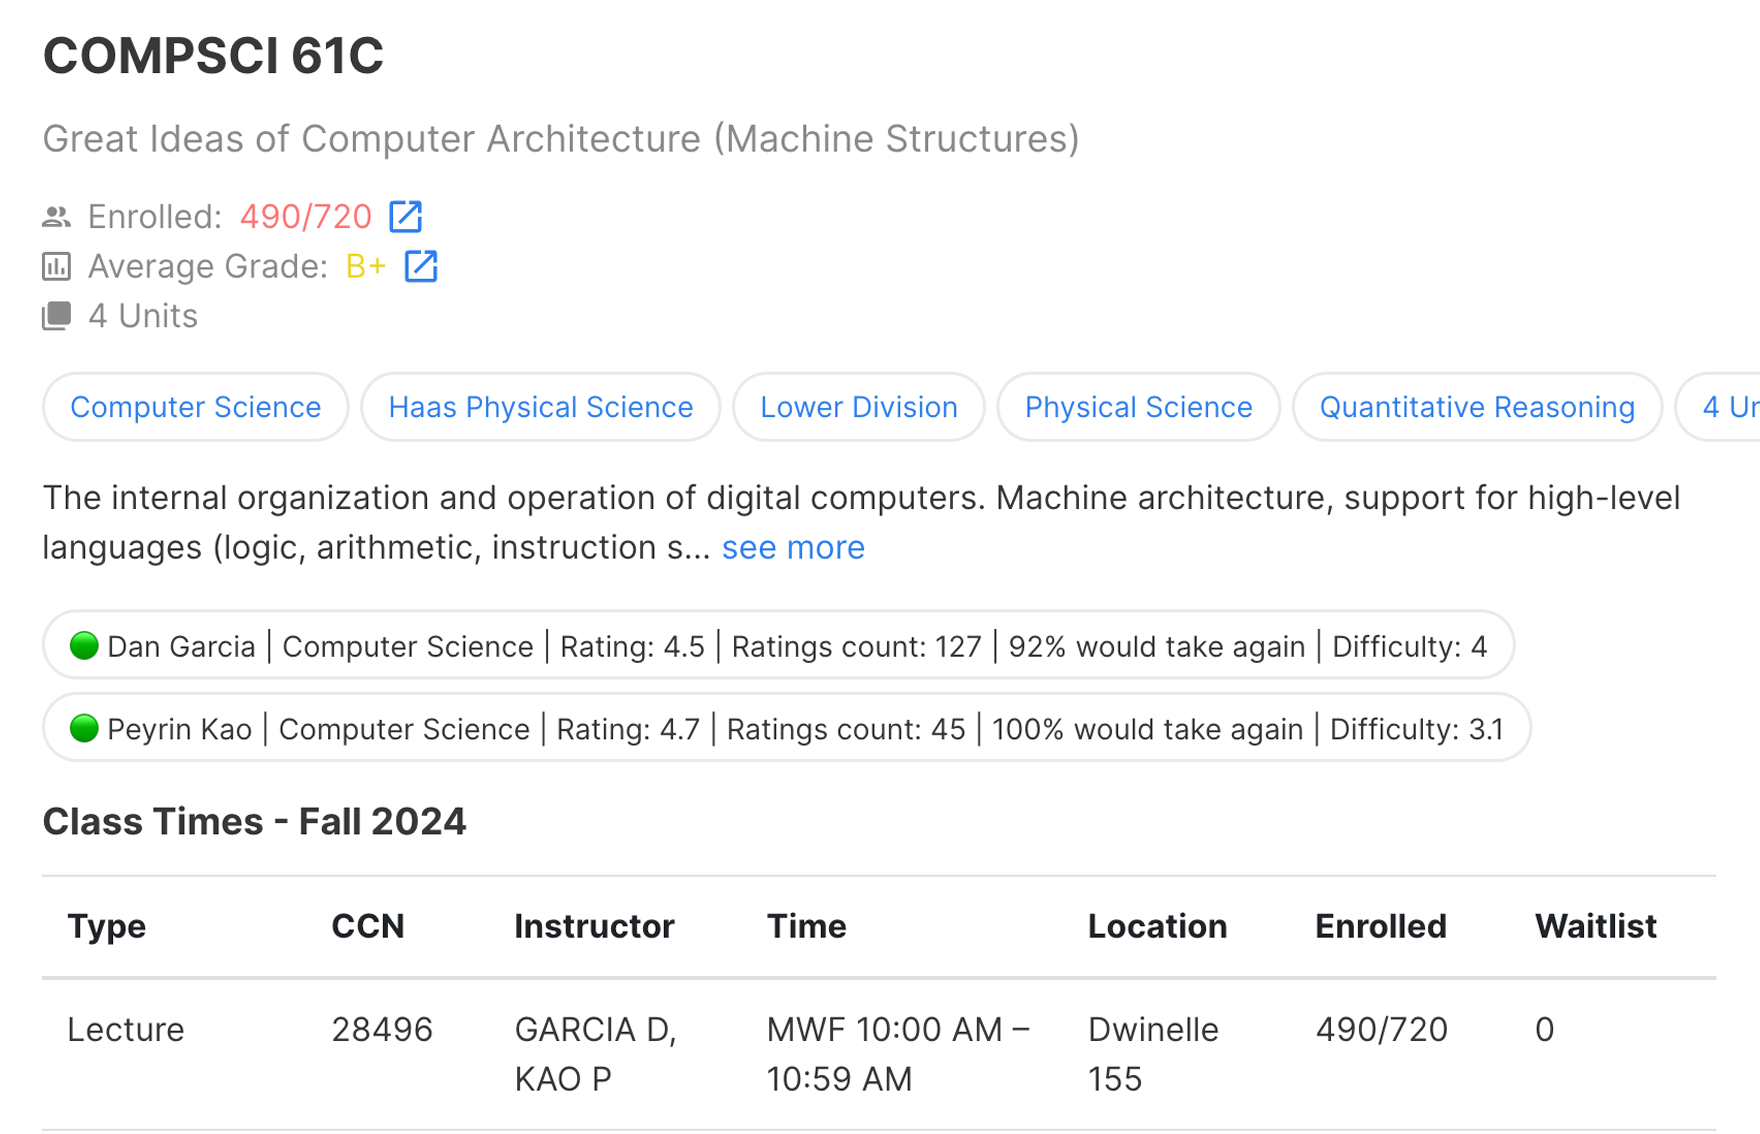 COMPSCI 61C
Great Ideas of Computer Architecture (Machine Structures)
Enrolled: 490/720
Average Grade: B+
4 Units
Computer Science Haas Physical Science Lower Division Physical Science Quantitative Reasoning 4
The internal organization and operation of digital computers. Machine architecture, support for high-level
languages (logic, arithmetic, instruction s... see more
Dan Garcia | Computer Science | Rating: 4.5 | Ratings count: 127 | 92% would take again | Difficulty: 4
Peyrin Kao | Computer Science | Rating: 4.7 | Ratings count: 45 | 100% would take again | Difficulty: 3.1
Class Times - Fall 2024
Type CCN Instructor Time Location Enrolled Waitlist
Lecture 28496 GARCIA D, MWF 10:00 AM – Dwinelle 490/720 0
KAO P 10:59 AM 155